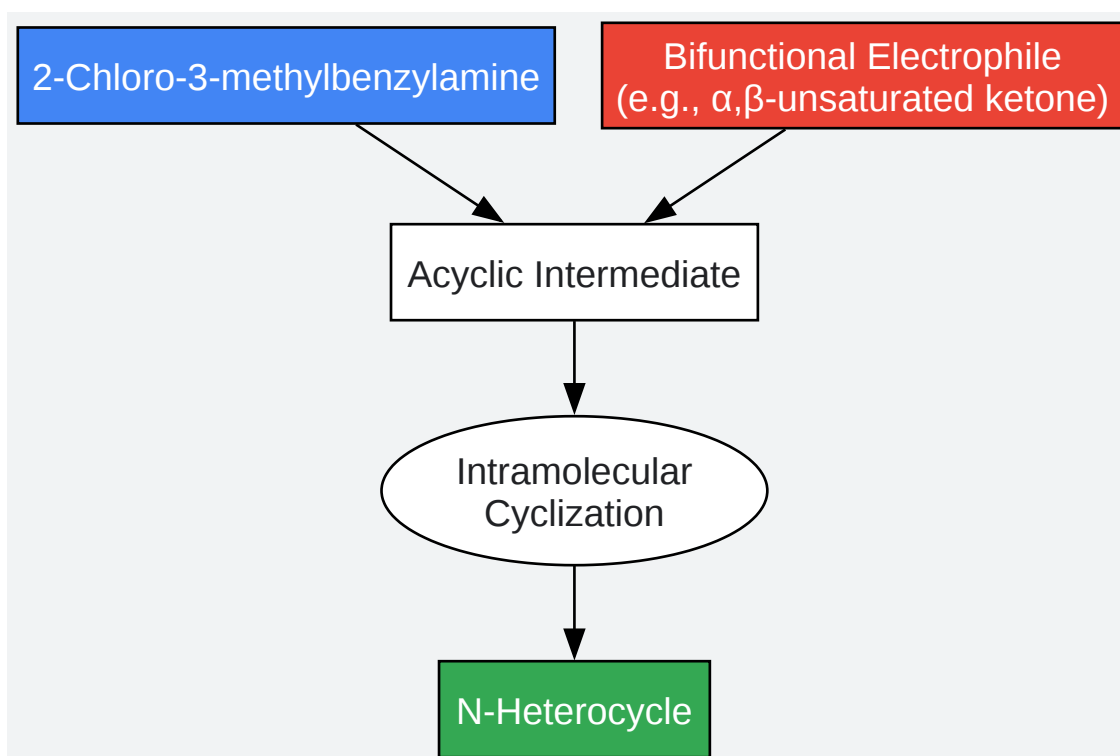 2-Chloro-3-methylbenzylamine
Bifunctional Electrophile
(e.g., α,β-unsaturated ketone)
Acyclic Intermediate
Intramolecular
Cyclization
N-Heterocycle